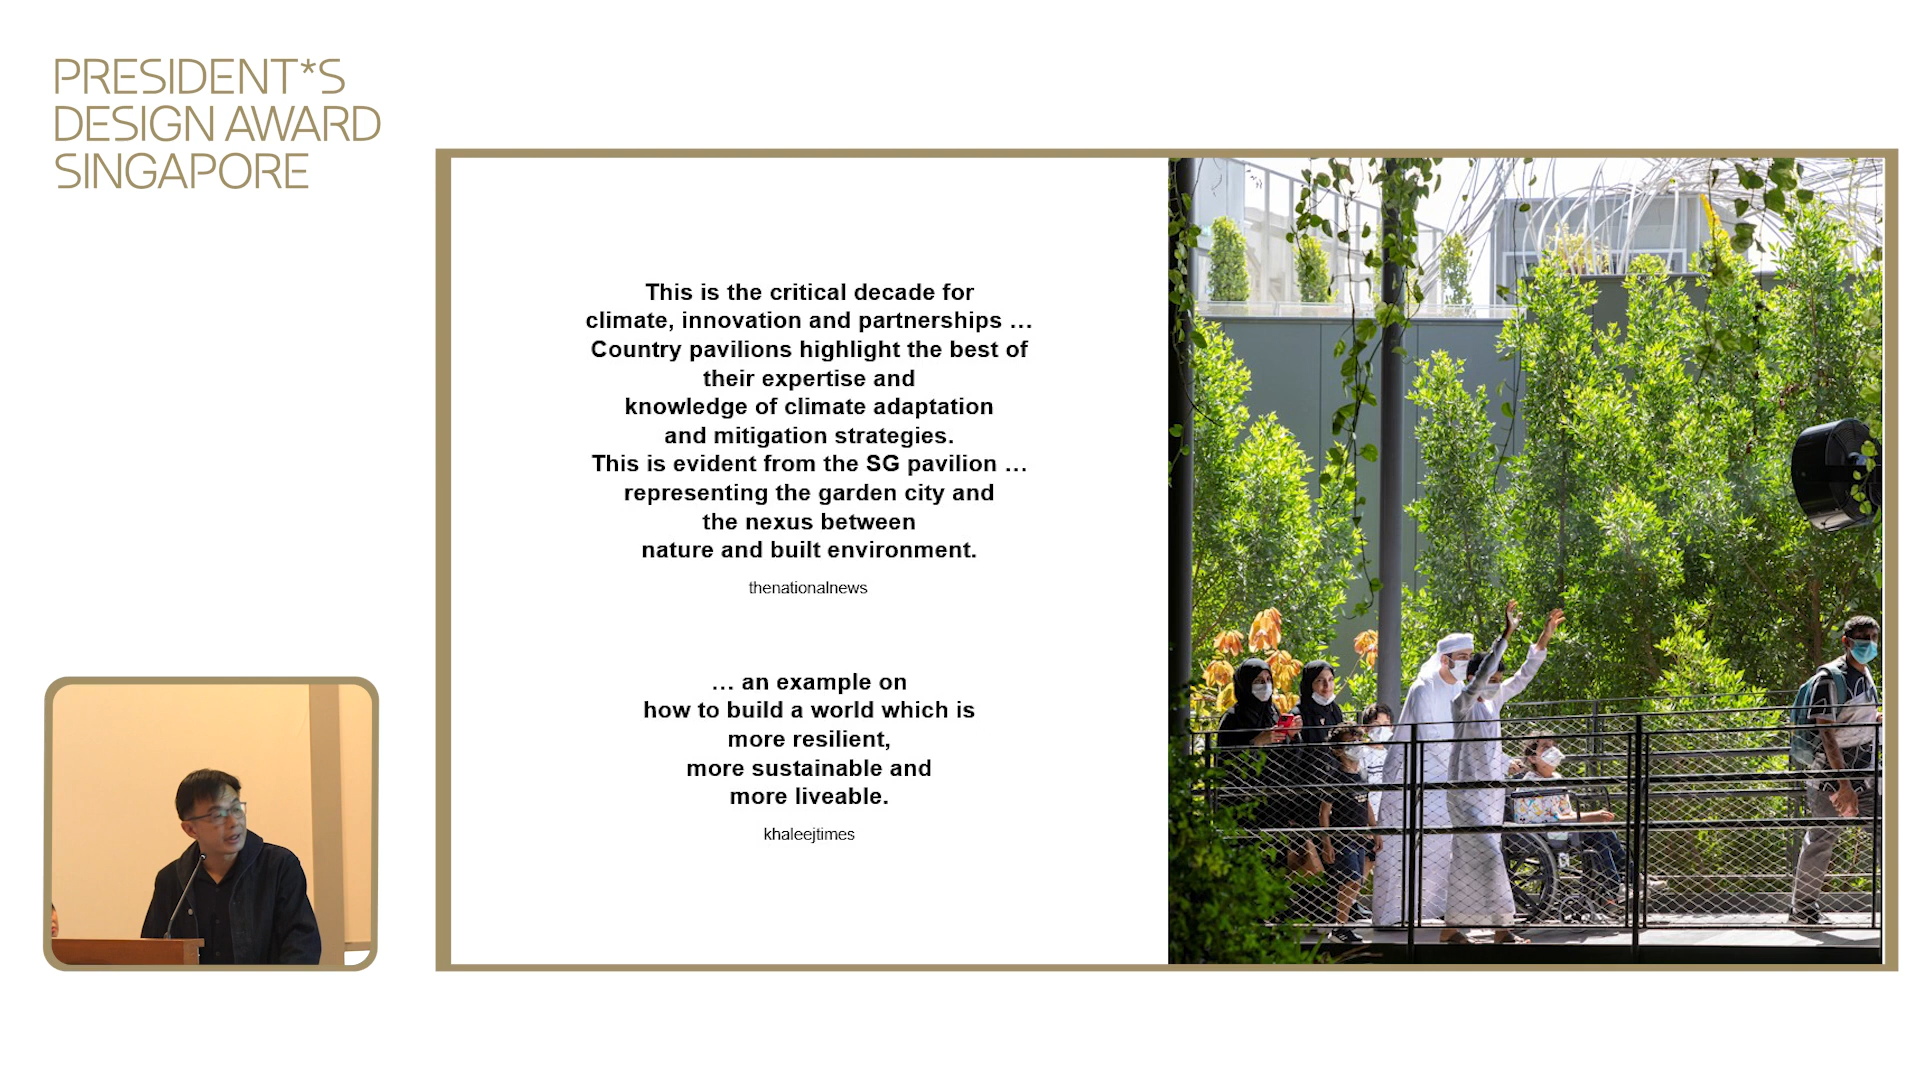 PRESIDENT*S
DESIGN AWARD
SINGAPORE
This is the critical decade for
climate, innovation and partnerships …
Country pavilions highlight the best of
their expertise and
knowledge of climate adaptation
and mitigation strategies.
This is evident from the SG pavilion …
representing the garden city and
the nexus between
nature and built environment.
thenationalnews
… an example on
how to build a world which is
more resilient,
more sustainable and
more liveable.
khaleejtimes